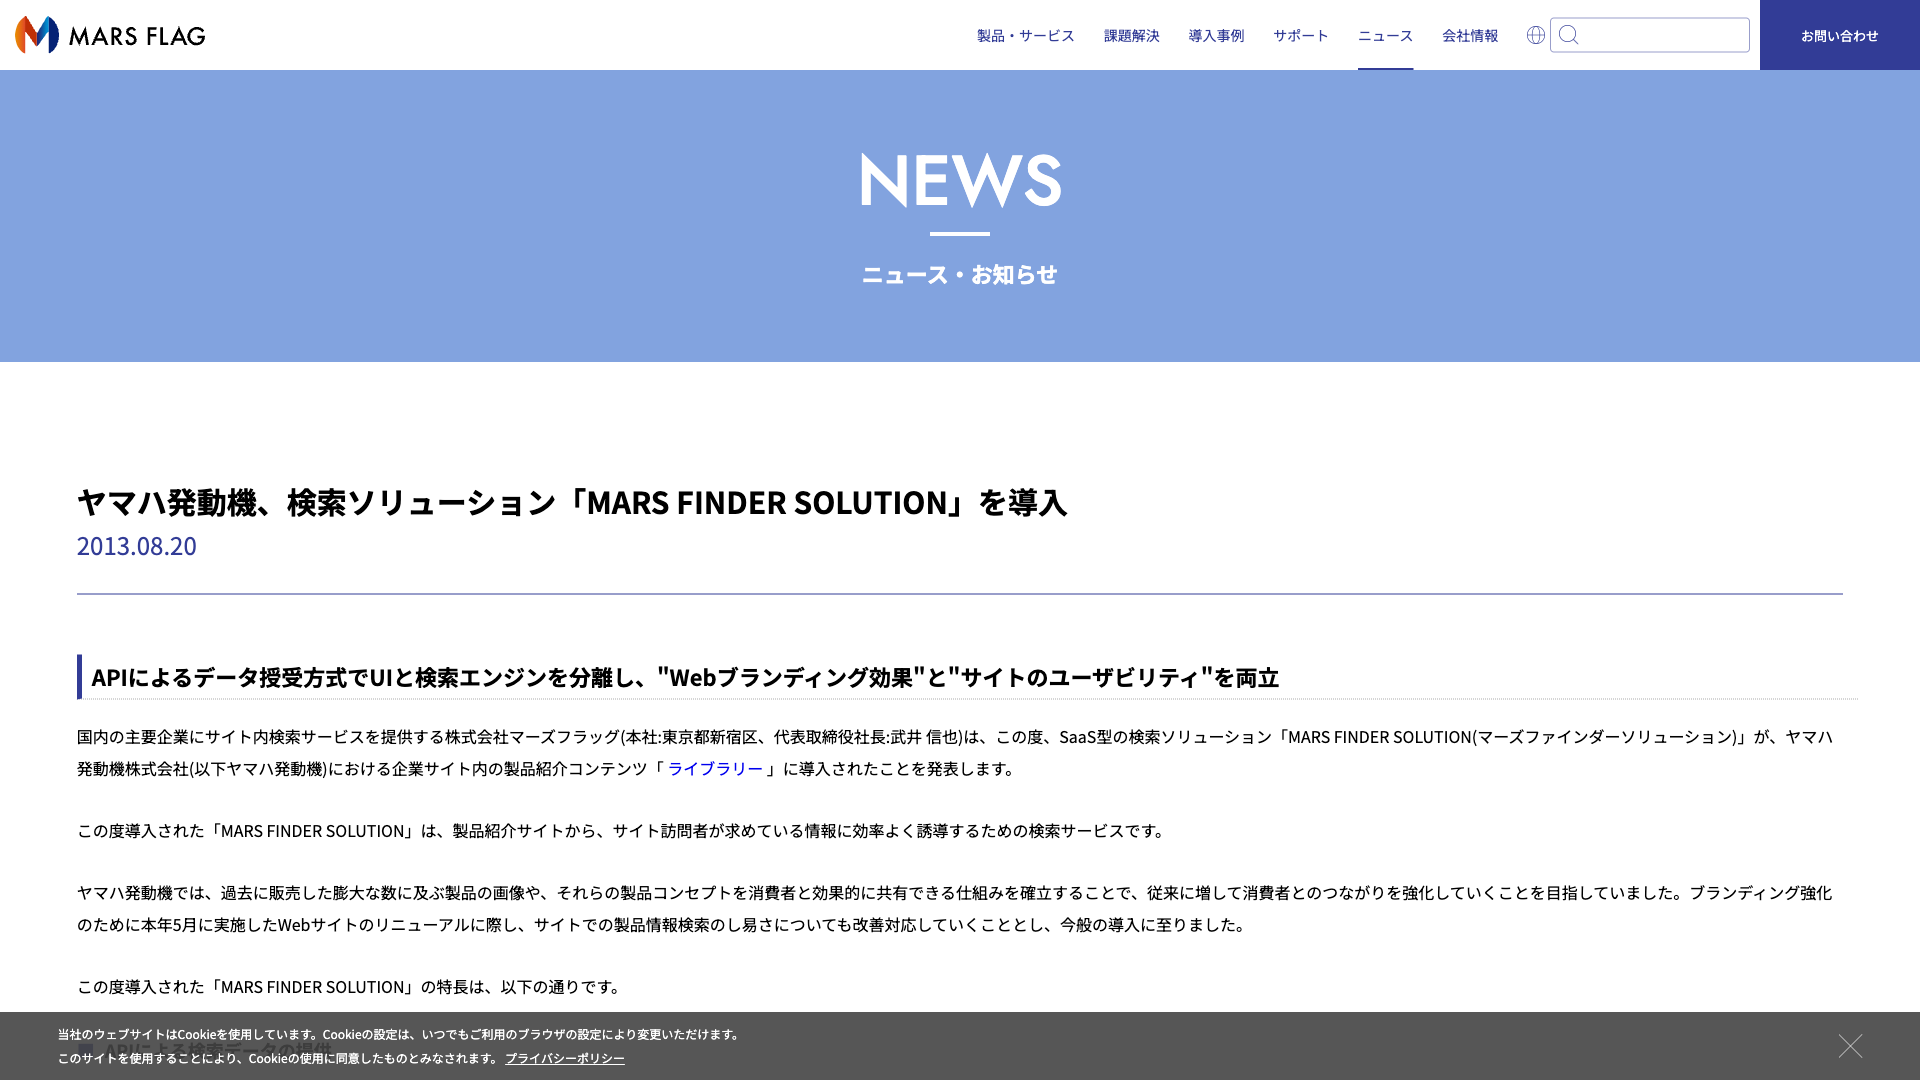 MARS FLAG
製品・サービス 課題解決 導入事例 サポート ニュース 会社情報 お問い合わせ
NEWS
ニュース・お知らせ
ヤマハ発動機、検索ソリューション「MARS FINDER SOLUTION」を導入
2013.08.20
APIによるデータ授受方式でUIと検索エンジンを分離し、"Webブランディング効果"と"サイトのユーザビリティ"を両立
国内の主要企業にサイト内検索サービスを提供する株式会社マーズフラッグ(本社:東京都新宿区、代表取締役社長:武井 信也)は、この度、SaaS型の検索ソリューション「MARS FINDER SOLUTION(マーズファインダーソリューション)」が、ヤマハ
発動機株式会社(以下ヤマハ発動機)における企業サイト内の製品紹介コンテンツ「 ライブラリー 」に導入されたことを発表します。
この度導入された「MARS FINDER SOLUTION」は、製品紹介サイトから、サイト訪問者が求めている情報に効率よく誘導するための検索サービスです。
ヤマハ発動機では、過去に販売した膨大な数に及ぶ製品の画像や、それらの製品コンセプトを消費者と効果的に共有できる仕組みを確立することで、従来に増して消費者とのつながりを強化していくことを目指していました。ブランディング強化
のために本年5月に実施したWebサイトのリニューアルに際し、サイトでの製品情報検索のし易さについても改善対応していくこととし、今般の導入に至りました。
この度導入された「MARS FINDER SOLUTION」の特長は、以下の通りです。
APIによる検索データの提供
当社のウェブサイトはCookieを使用しています。Cookieの設定は、いつでもご利用のブラウザの設定により変更いただけます。
このサイトを使用することにより、Cookieの使用に同意したものとみなされます。 プライバシーポリシー